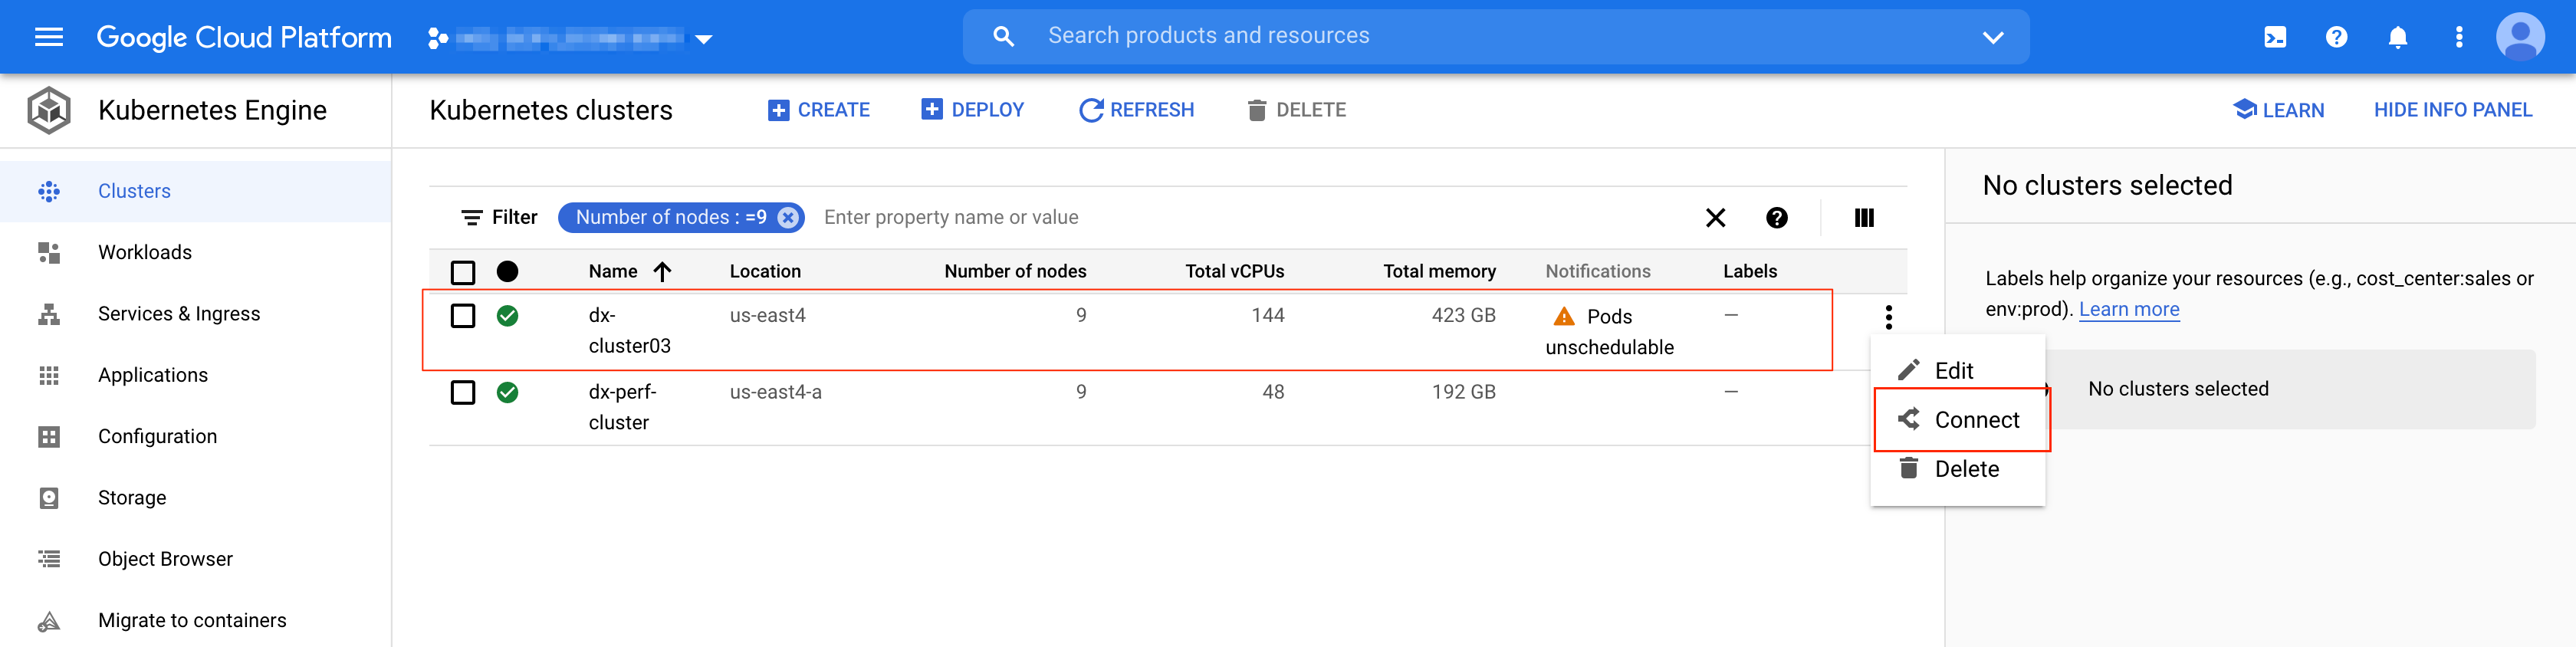 Google Cloud Platform
Search products and resources
Kubernetes Engine
Kubernetes clusters
CREATE
DEPLOY
REFRESH
DELETE
LEARN
HIDE INFO PANEL
Clusters
Workloads
Services & Ingress
Applications
Configuration
Storage
Object Browser
Migrate to containers
Filter Number of nodes : =9 Enter property name or value
Name Location Number of nodes Total vCPUs Total memory Notifications Labels
dx-cluster03 us-east4 9 144 423 GB Pods unschedulable —
dx-perf-cluster us-east4-a 9 48 192 GB —
Edit
Connect
Delete
No clusters selected
Labels help organize your resources (e.g., cost_center:sales or
env:prod). Learn more
No clusters selected